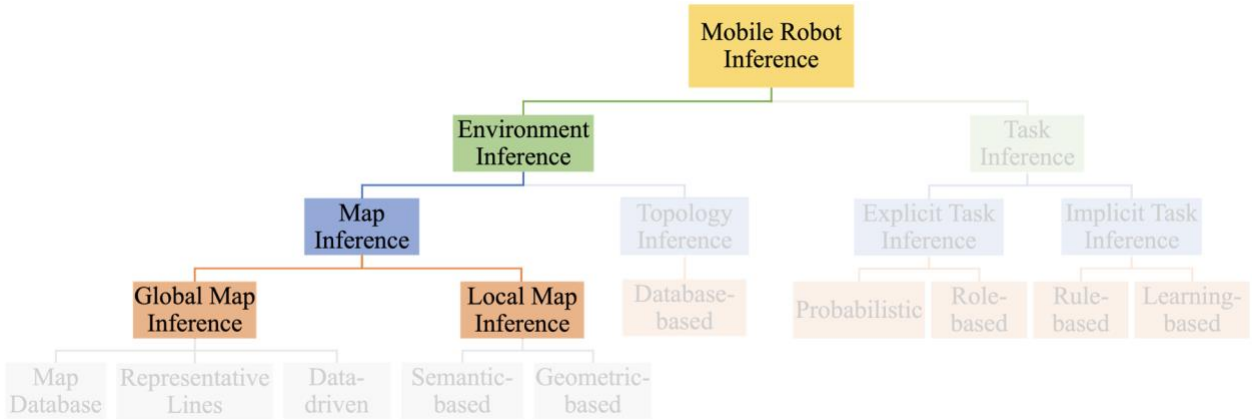 Mobile Robot
Inference
Environment
Inference
Task
Inference
Map
Inference
Topology
Inference
Explicit Task
Inference
Implicit Task
Inference
Global Map
Inference
Local Map
Inference
Database-
based
Probabilistic
Role-
based
Rule-
based
Learning-
based
Map
Database
Representative
Lines
Data-
driven
Semantic-
based
Geometric-
based